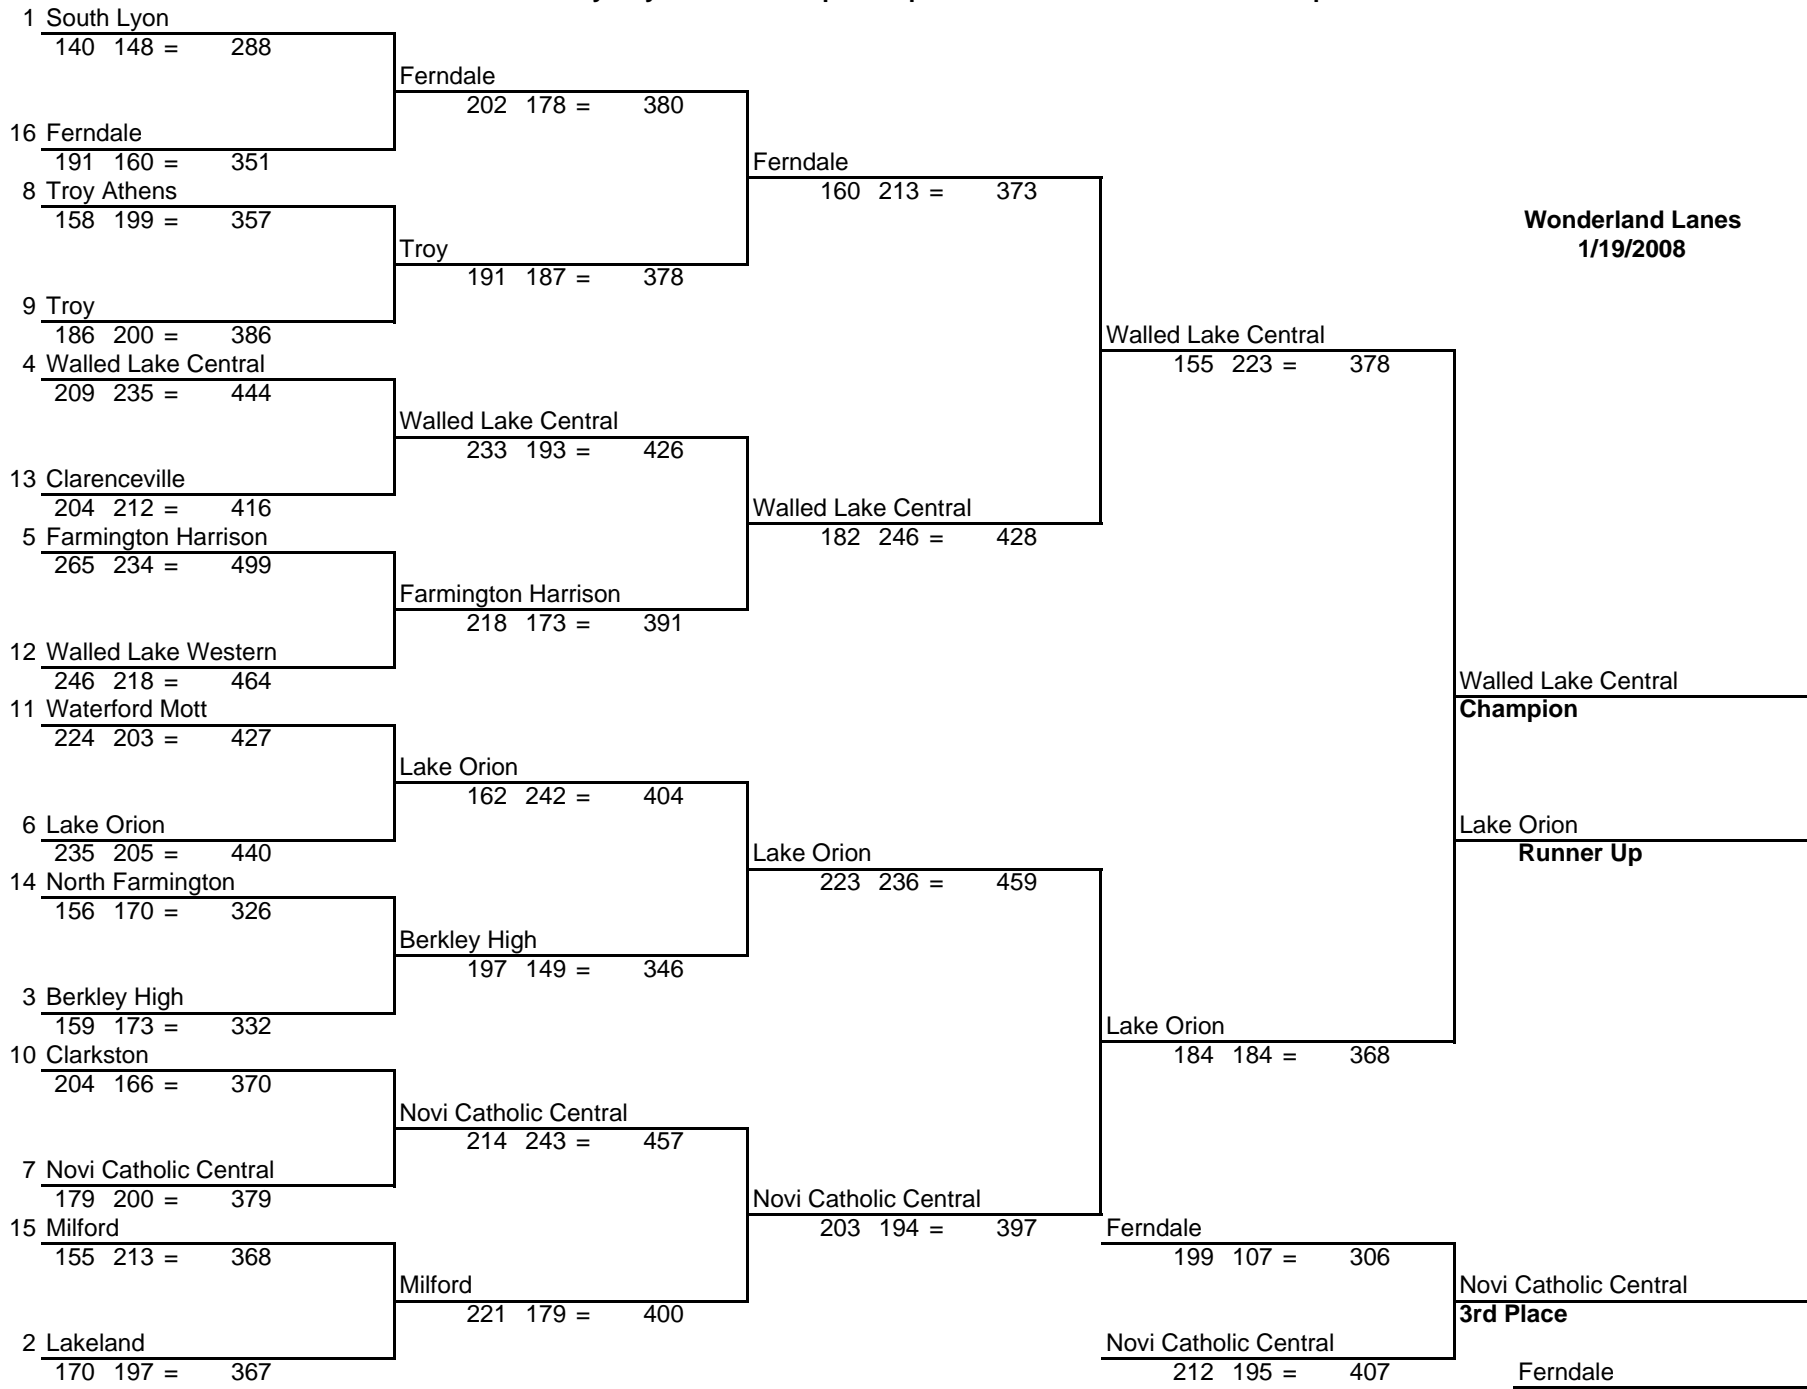 1 South Lyon
140 148 = 288
Ferndale
202 178 = 380
16 Ferndale
191 160 = 351
Ferndale
160 213 = 373
8 Troy Athens
158 199 = 357
Wonderland Lanes
1/19/2008
Troy
191 187 = 378
9 Troy
186 200 = 386
Walled Lake Central
155 223 = 378
4 Walled Lake Central
209 235 = 444
Walled Lake Central
233 193 = 426
13 Clarenceville
204 212 = 416
Walled Lake Central
182 246 = 428
5 Farmington Harrison
265 234 = 499
Farmington Harrison
218 173 = 391
12 Walled Lake Western
246 218 = 464
Walled Lake Central
Champion
11 Waterford Mott
224 203 = 427
Lake Orion
162 242 = 404
6 Lake Orion
235 205 = 440
Lake Orion
Runner Up
Lake Orion
223 236 = 459
14 North Farmington
156 170 = 326
Berkley High
197 149 = 346
3 Berkley High
159 173 = 332
Lake Orion
184 184 = 368
10 Clarkston
204 166 = 370
Novi Catholic Central
214 243 = 457
7 Novi Catholic Central
179 200 = 379
Novi Catholic Central
203 194 = 397
15 Milford
155 213 = 368
Ferndale
199 107 = 306
Milford
221 179 = 400
Novi Catholic Central
3rd Place
2 Lakeland
170 197 = 367
Novi Catholic Central
212 195 = 407
Ferndale